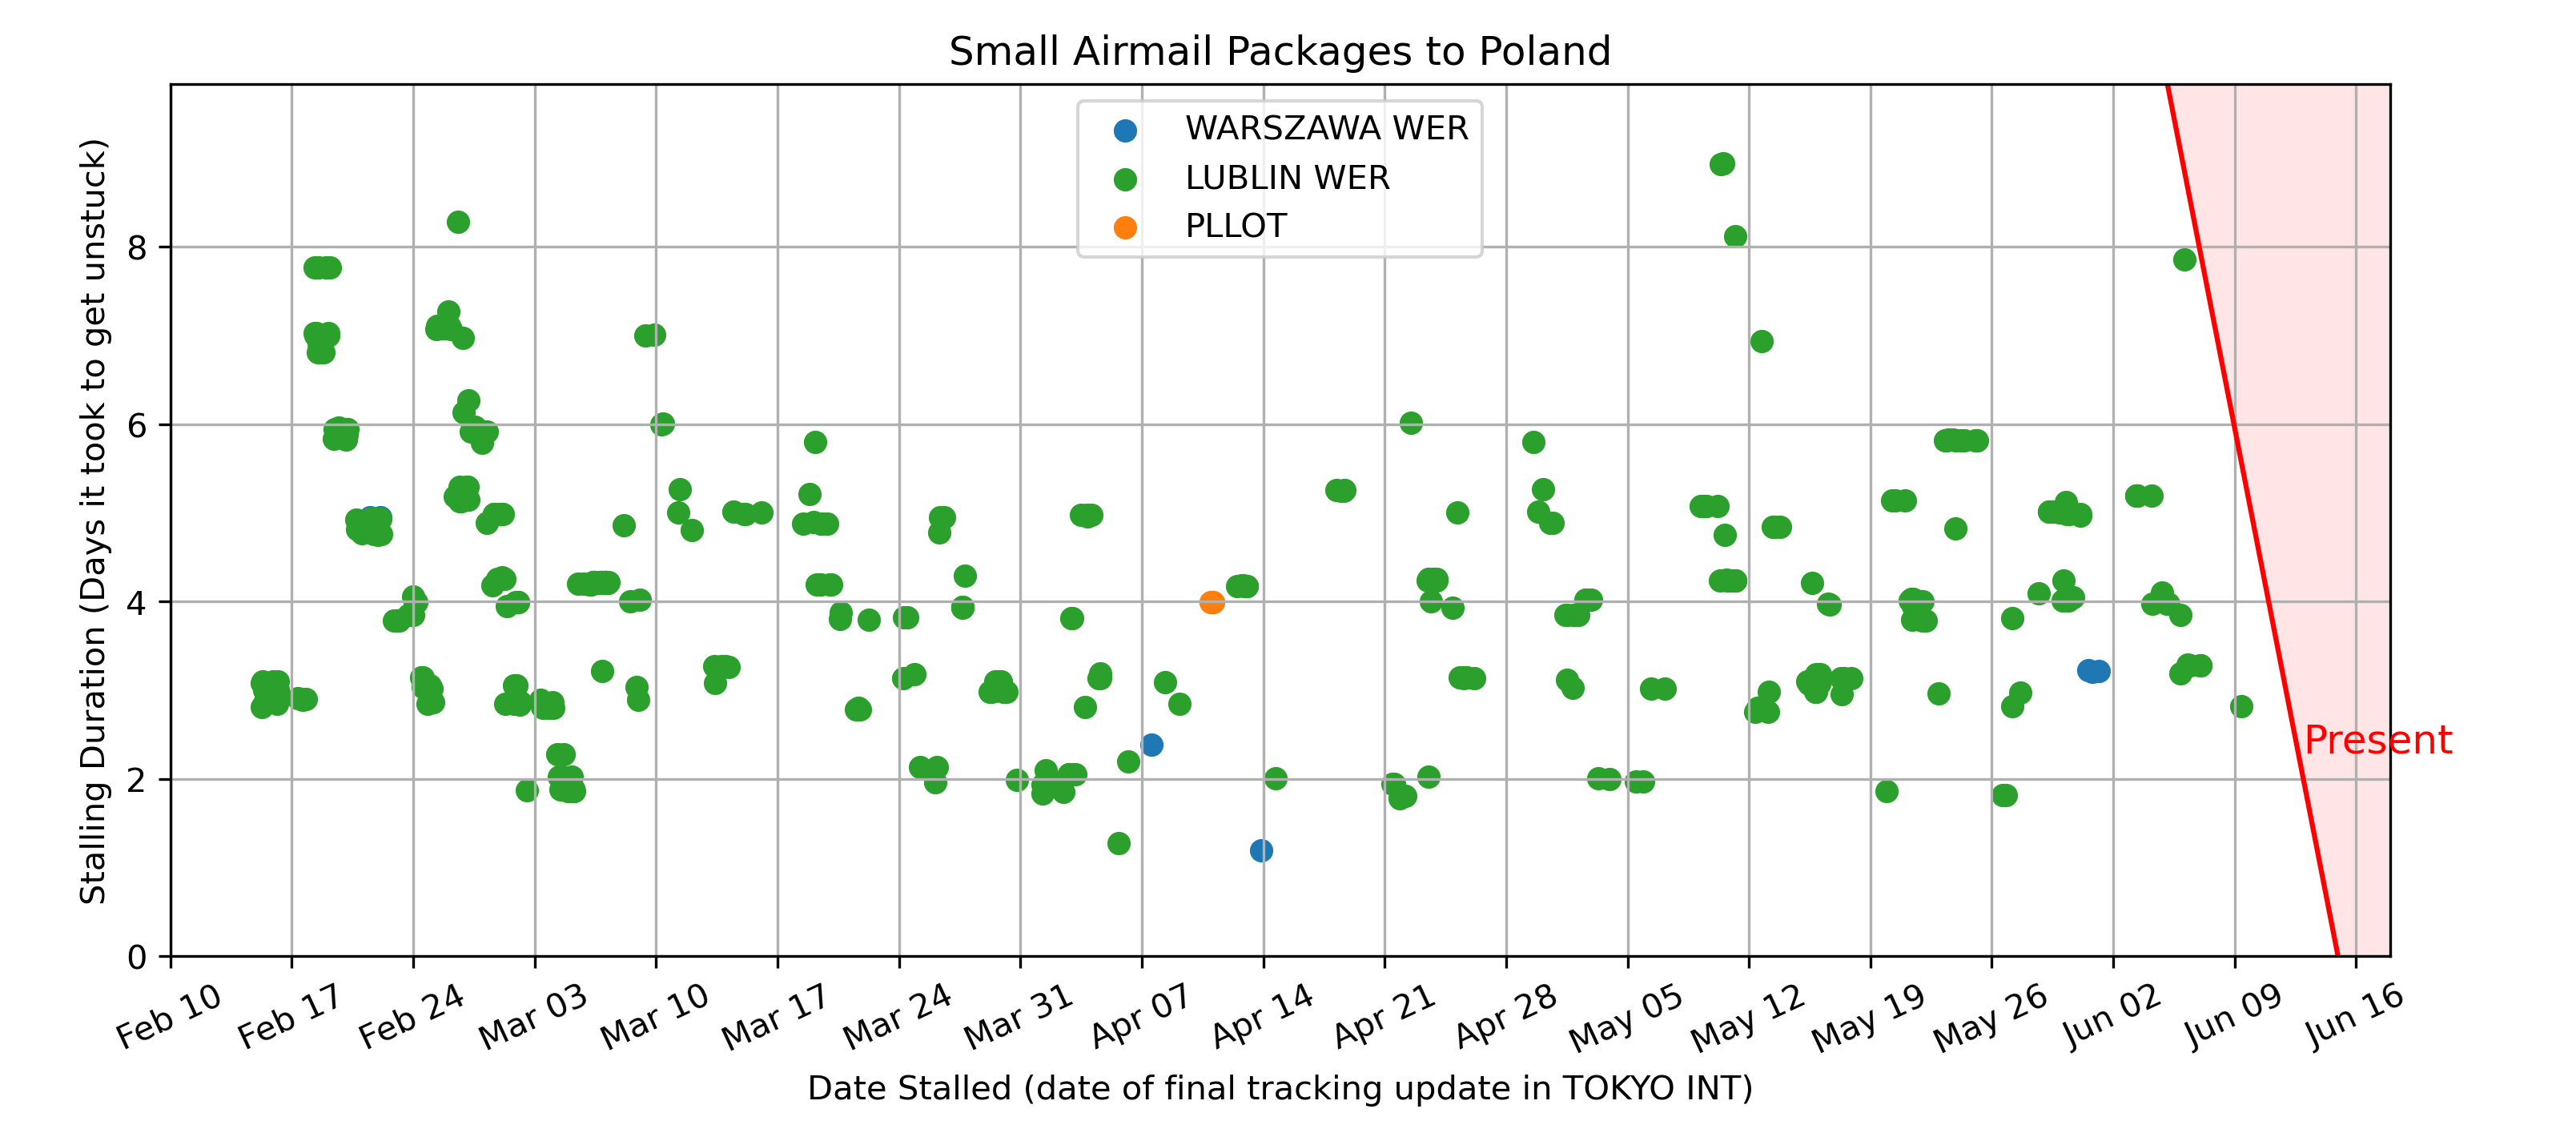 Small Airmail Packages to Poland
WARSZAWA WER
LUBLIN WER
PLLOT
Stalling Duration (Days it took to get unstuck)
8
6
4
2
0
Present
Feb 10
Feb 17
Feb 24
Mar 03
Mar 10
Mar 17
Mar 24
Mar 31
Apr 07
Apr 14
Apr 21
Apr 28
May 05
May 12
May 19
May 26
Jun 02
Jun 09
Jun 16
Date Stalled (date of final tracking update in TOKYO INT)